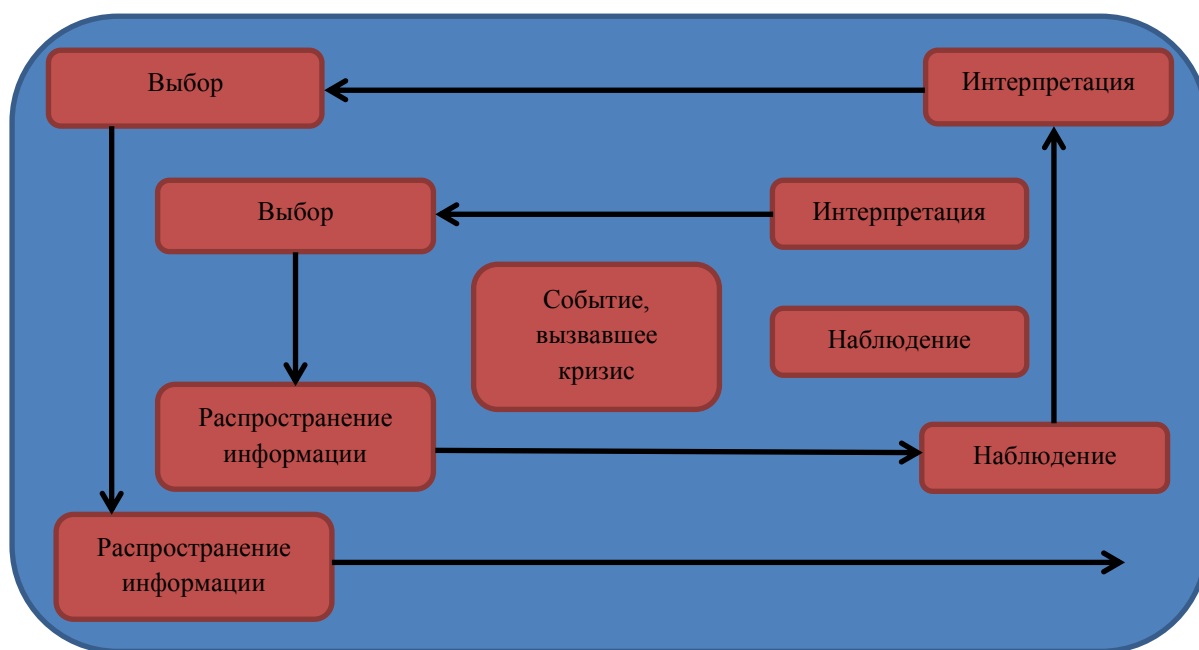 Выбор
Интерпретация
Выбор
Интерпретация
Событие,
вызвавшее
кризис
Наблюдение
Распространение
информации
Наблюдение
Распространение
информации